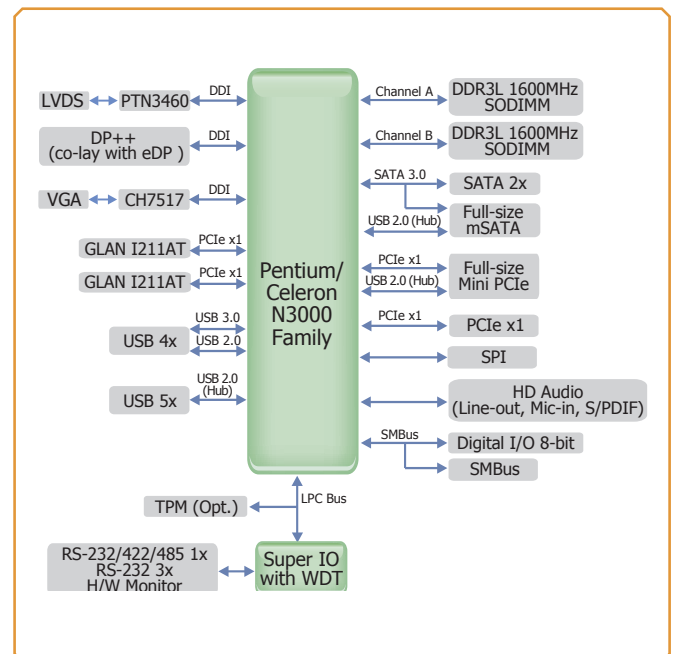 LVDS
PTN3460
DDI
DP++
(co-lay with eDP )
DDI
VGA
CH7517
DDI
GLAN I211AT
PCIe x1
GLAN I211AT
PCIe x1
USB 4x
USB 3.0
USB 2.0
USB 5x
USB 2.0
(Hub)
Pentium/
Celeron
N3000
Family
Channel A
DDR3L 1600MHz
SODIMM
Channel B
DDR3L 1600MHz
SODIMM
SATA 3.0
SATA 2x
USB 2.0 (Hub)
Full-size
mSATA
PCIe x1
USB 2.0 (Hub)
Full-size
Mini PCIe
PCIe x1
PCIe x1
SPI
HD Audio
(Line-out, Mic-in, S/PDIF)
SMBus
Digital I/O 8-bit
SMBus
LPC Bus
TPM (Opt.)
Super IO
with WDT
RS-232/422/485 1x
RS-232 3x
H/W Monitor